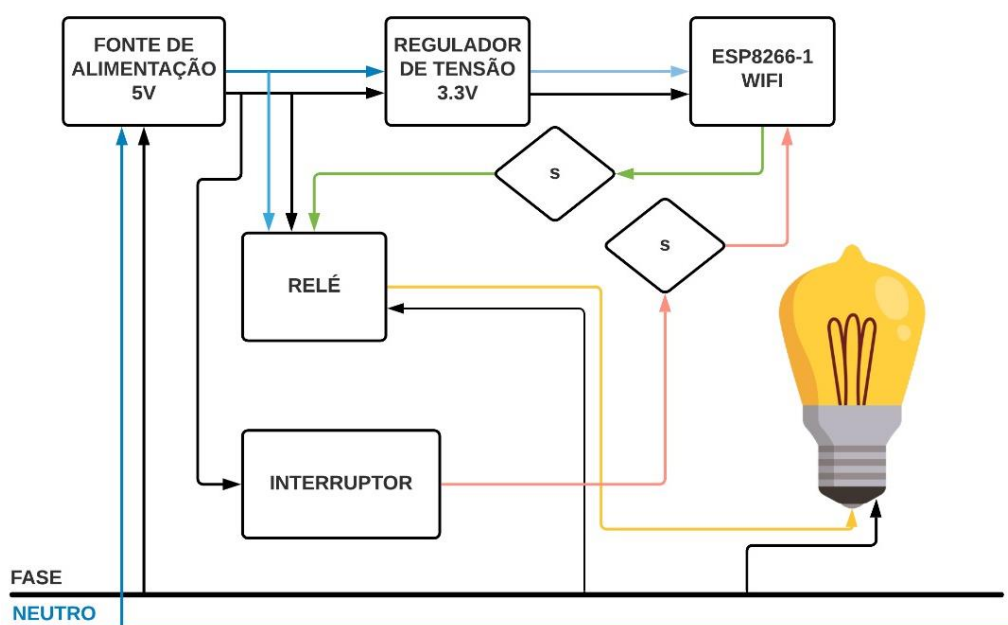 FONTE DE
ALIMENTAÇÃO
5V
REGULADOR
DE TENSÃO
3.3V
ESP8266-1
WIFI
s
s
RELÉ
INTERRUPTOR
FASE
NEUTRO